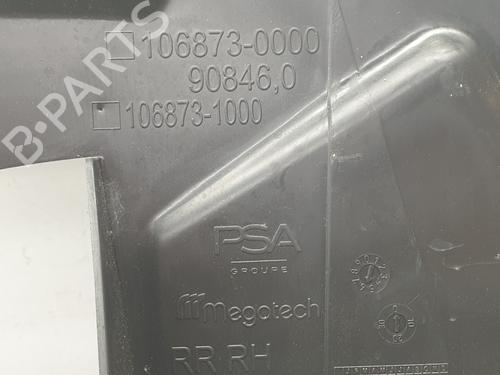 106873-0000
90846,0
106873-1000
B-PARTS
PSA
GROUPE
megotech
RR RH